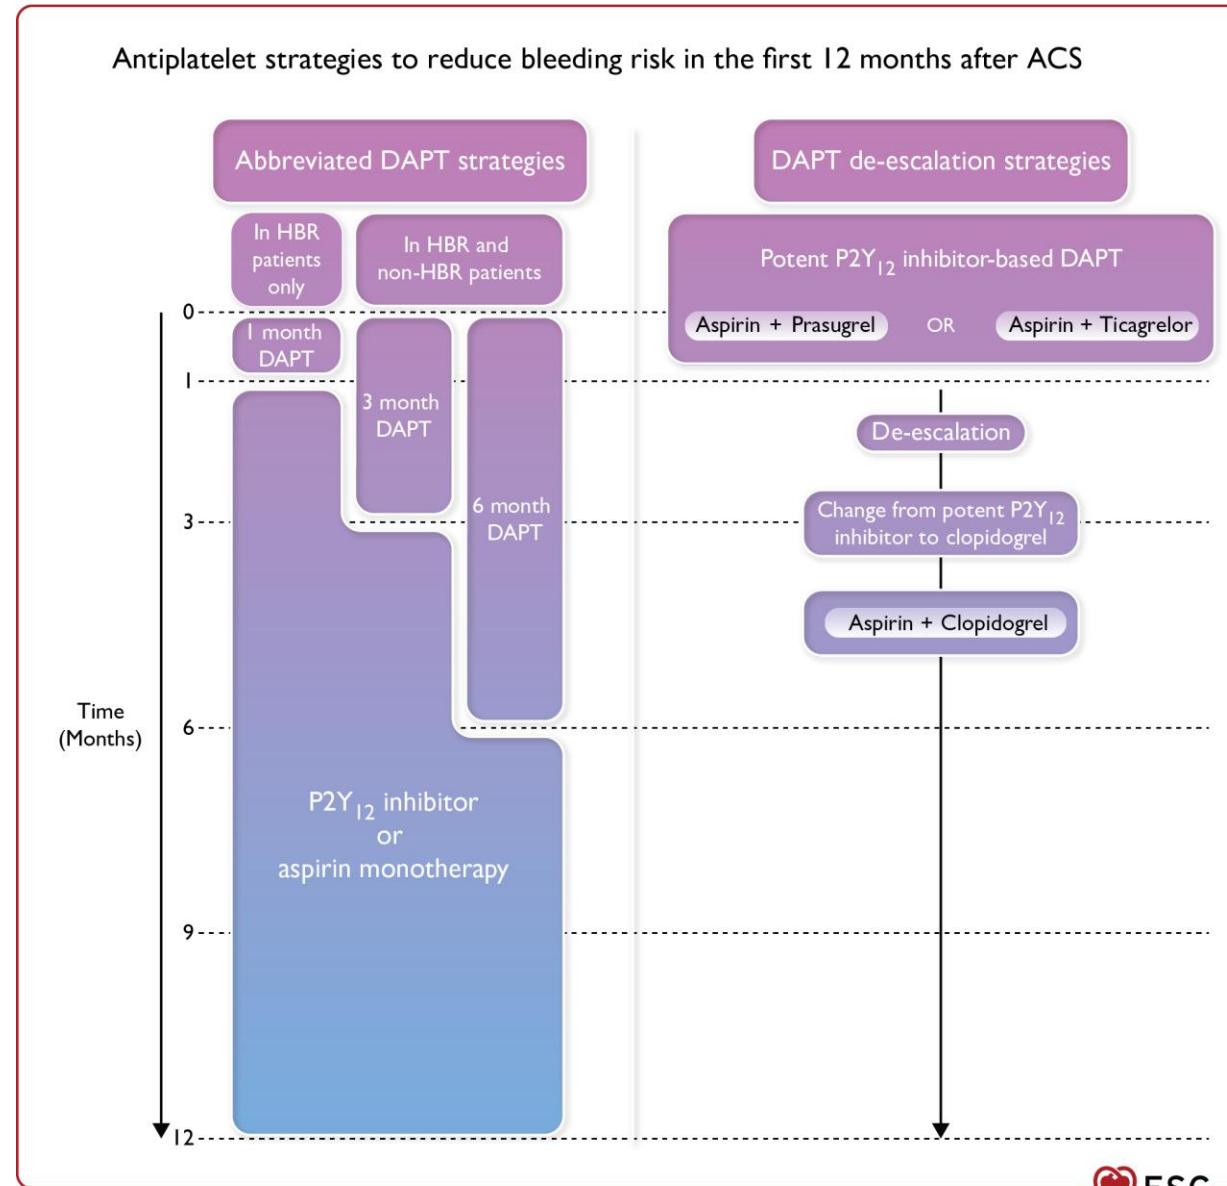 Antiplatelet strategies to reduce bleeding risk in the first 12 months after ACS
Abbreviated DAPT strategies
In HBR
patients
only
In HBR and
non-HBR patients
DAPT de-escalation strategies
Potent P2Y12 inhibitor-based DAPT
Aspirin + Prasugrel
OR
Aspirin + Ticagrelor
0
1 month
DAPT
1
3 month
DAPT
De-escalation
6 month
DAPT
3
Change from potent P2Y12
inhibitor to clopidogrel
Aspirin + Clopidogrel
Time
(Months)
6
P2Y12 inhibitor
or
aspirin monotherapy
9
12
ESC